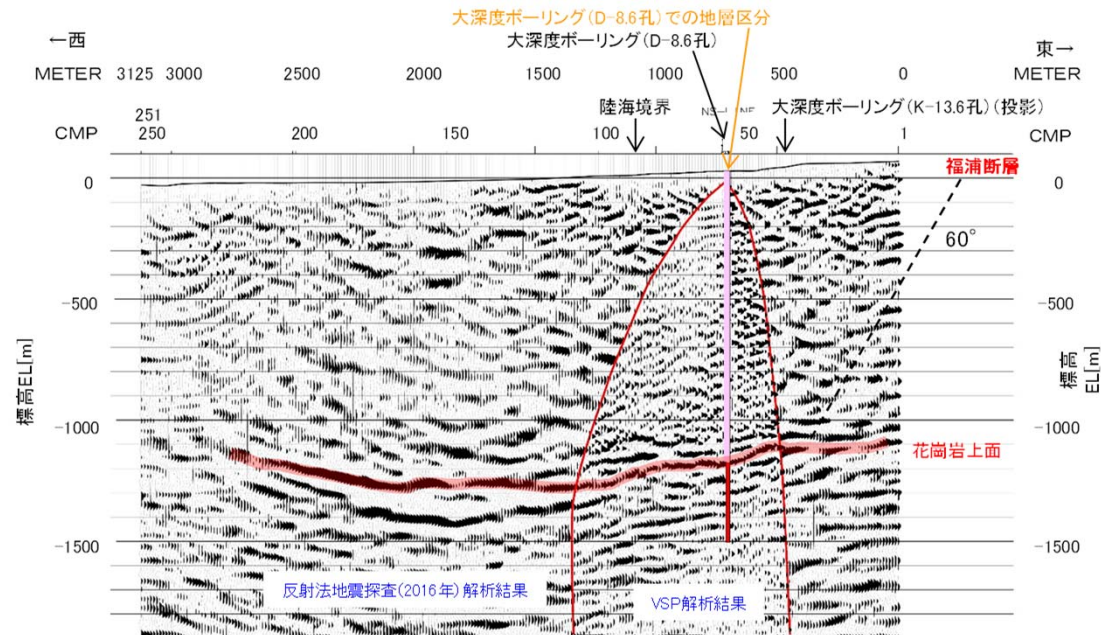 大深度ボーリング(D-8.6孔)での地層区分
←西
大深度ボーリング(D-8.6孔)
東→
METER 3125 3000 2500 2000 1500 1000 500 0 METER
251
陸海境界
大深度ボーリング(K-13.6孔)(投影)
CMP 250 200 150 100 50 1 CMP
福浦断層
0 0
60°
-500 -500
標高EL[m]
標高EL[m]
-1000 -1000
花崗岩上面
-1500 -1500
反射法地震探査(2016年)解析結果
VSP解析結果